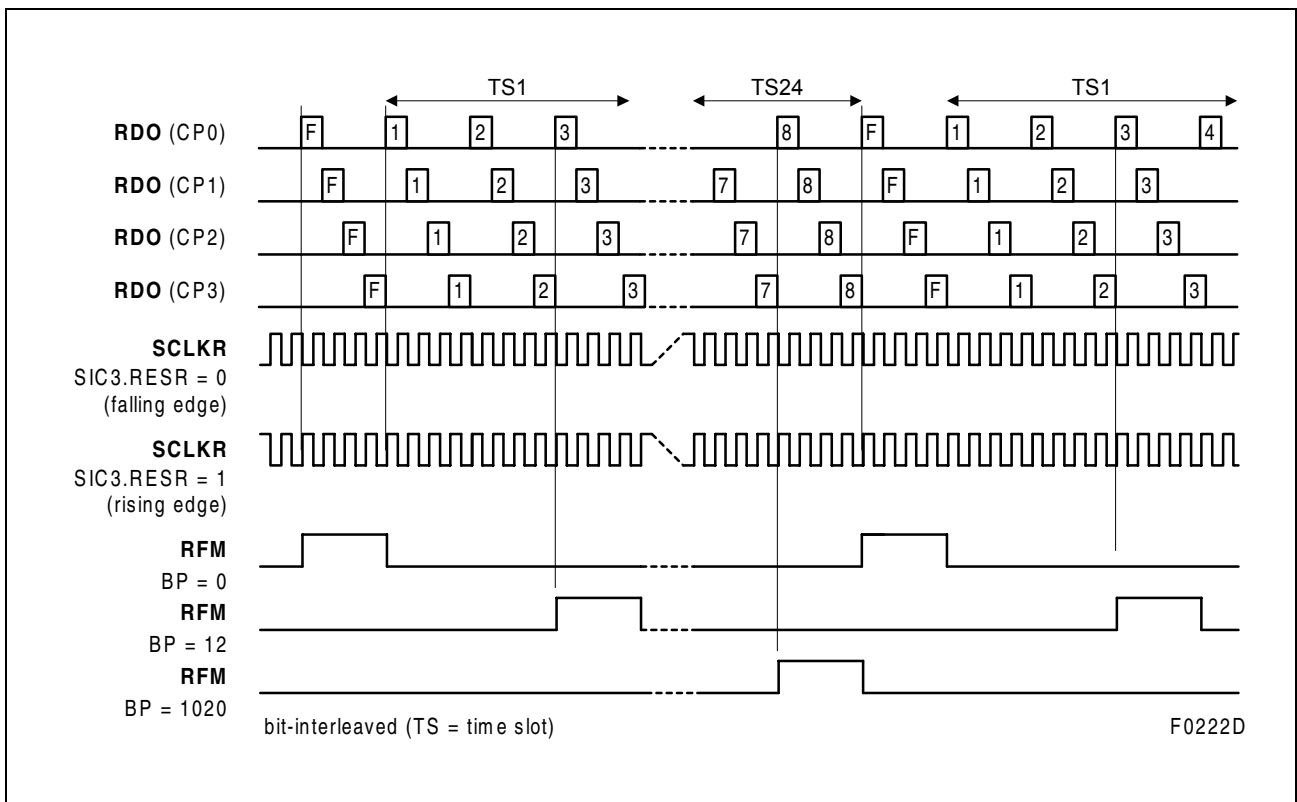 TS1 TS24 TS1
RDO (CP0) F 1 2 3 8 F 1 2 3 4
RDO (CP1) F 1 2 3 7 8 F 1 2 3
RDO (CP2) F 1 2 3 7 8 F 1 2 3
RDO (CP3) F 1 2 3 7 8 F 1 2 3
SCLKR
SIC3.RESR = 0
(falling edge)
SCLKR
SIC3.RESR = 1
(rising edge)
RFM
BP = 0
RFM
BP = 12
RFM
BP = 1020
bit-interleaved (TS = time slot) F0222D